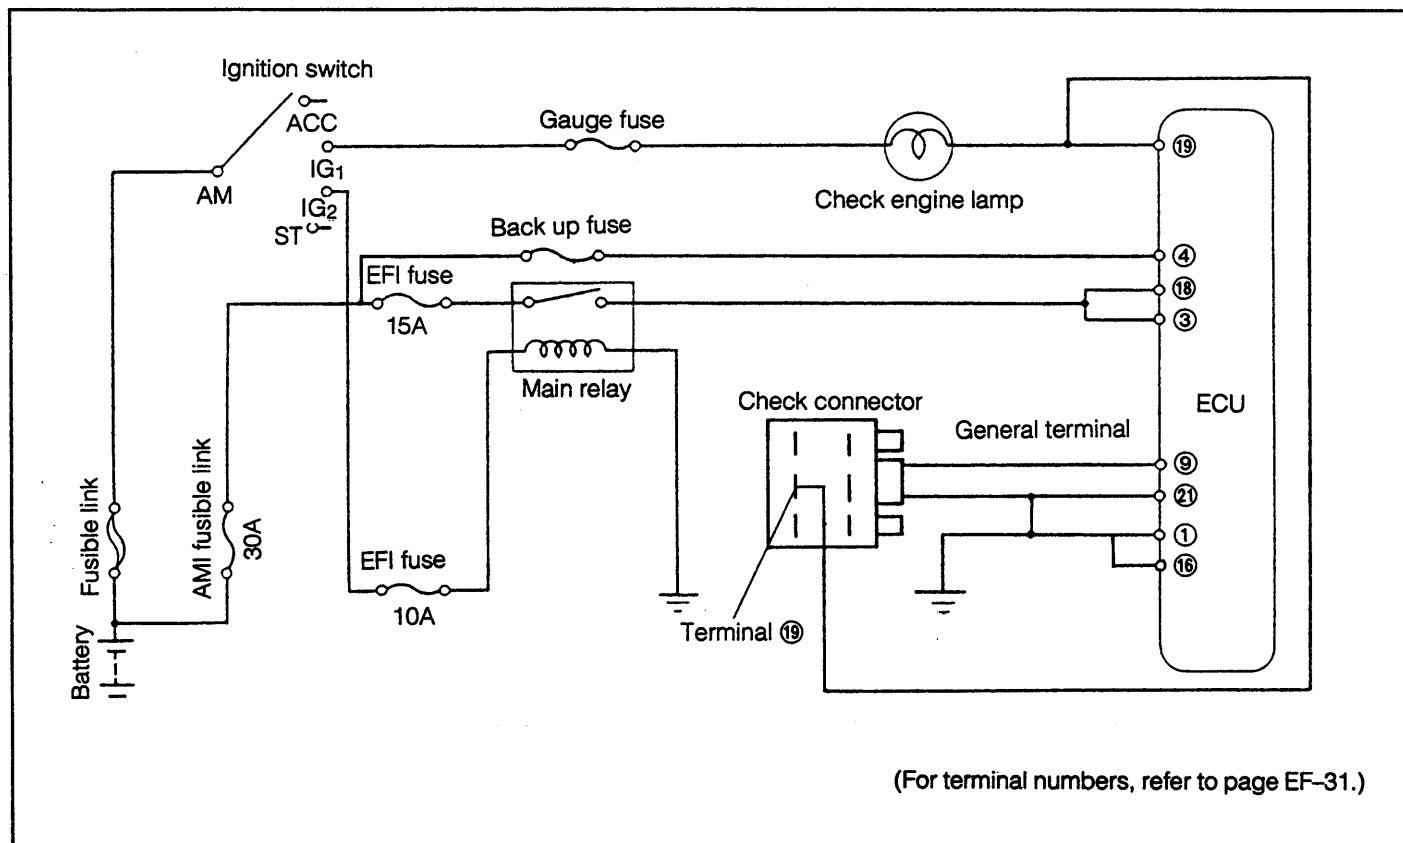 Ignition switch
ACC
AM
IG1
IG2
ST
Gauge fuse
Check engine lamp
⑲
Back up fuse
④
EFI fuse
15A
⑱
③
Main relay
ECU
Check connector
General terminal
⑨
㉑
①
⑯
Fusible link
AMI fusible link
30A
EFI fuse
10A
Terminal ⑲
Battery
(For terminal numbers, refer to page EF–31.)